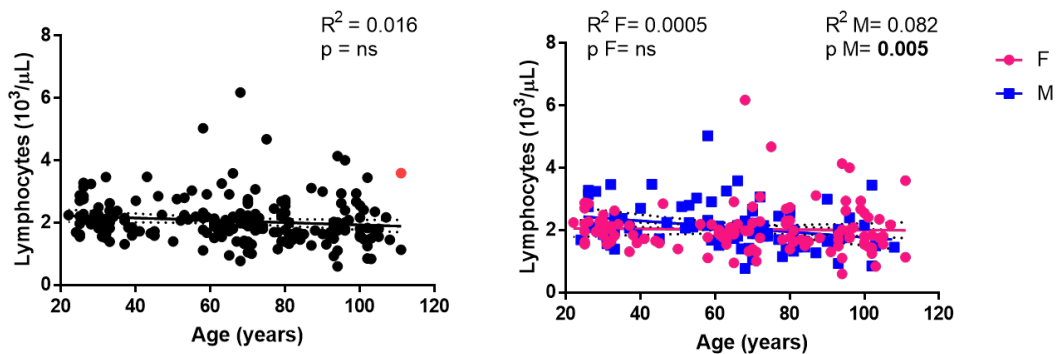 R² = 0.016
p = ns
Lymphocytes (10³/μL)
8
6
4
2
0
20 40 60 80 100 120
Age (years)
R² F= 0.0005
p F= ns
R² M= 0.082
p M= 0.005
F
M
Lymphocytes (10³/μL)
8
6
4
2
0
20 40 60 80 100 120
Age (years)